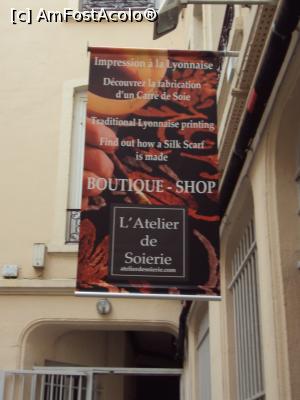 (c) AmFostAcolo®
Impression à la Lyonnaise
Découvrez la fabrication
d'un Carré de Soie
Traditional Lyonnaise printing
Find out how a Silk Scarf
is made
BOUTIQUE - SHOP
L'Atelier
de
Soierie
atelierdesoierie.com